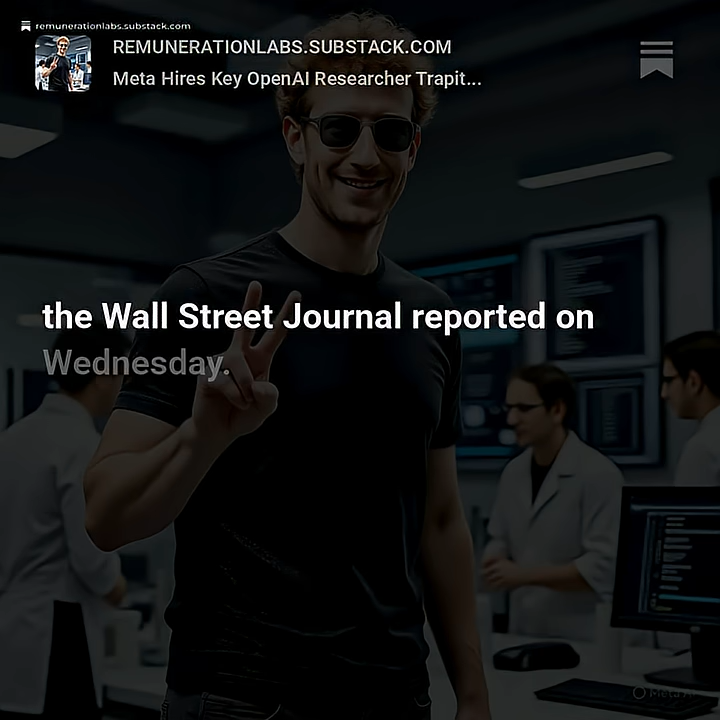 remunerationlabs.substack.com
REMUNERATIONLABS.SUBSTACK.COM
Meta Hires Key OpenAI Researcher Trapit...
the Wall Street Journal reported on
Wednesday.